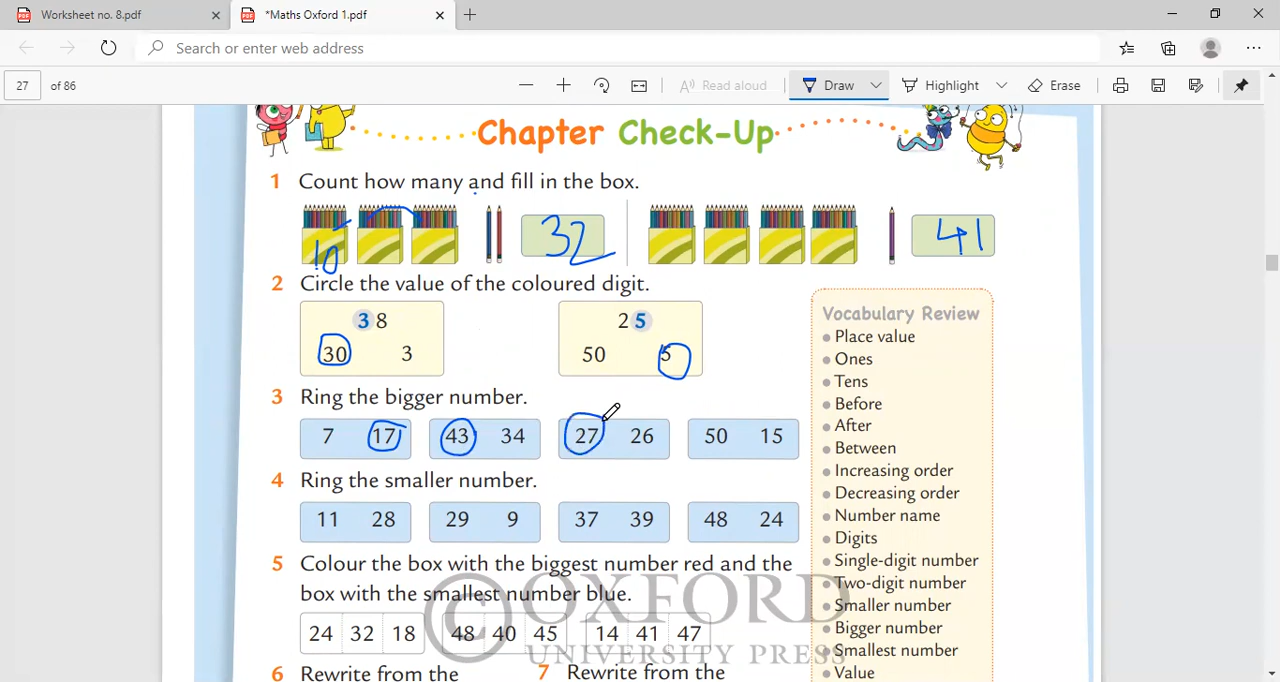 Worksheet no. 8.pdf
*Maths Oxford 1.pdf
Search or enter web address
27 of 86
Read aloud
Draw
Highlight
Erase
Chapter Check-Up
1 Count how many and fill in the box.
10 32 41
2 Circle the value of the coloured digit.
38
30 3
25
50 5
3 Ring the bigger number.
7 17 43 34 27 26 50 15
4 Ring the smaller number.
11 28 29 9 37 39 48 24
5 Colour the box with the biggest number red and the
box with the smallest number blue.
24 32 18 48 40 45 14 41 47
6 Rewrite from the
7 Rewrite from the
Vocabulary Review
Place value
Ones
Tens
Before
After
Between
Increasing order
Decreasing order
Number name
Digits
Single-digit number
Two-digit number
Smaller number
Bigger number
Smallest number
Value
© OXFORD
UNIVERSITY PRESS